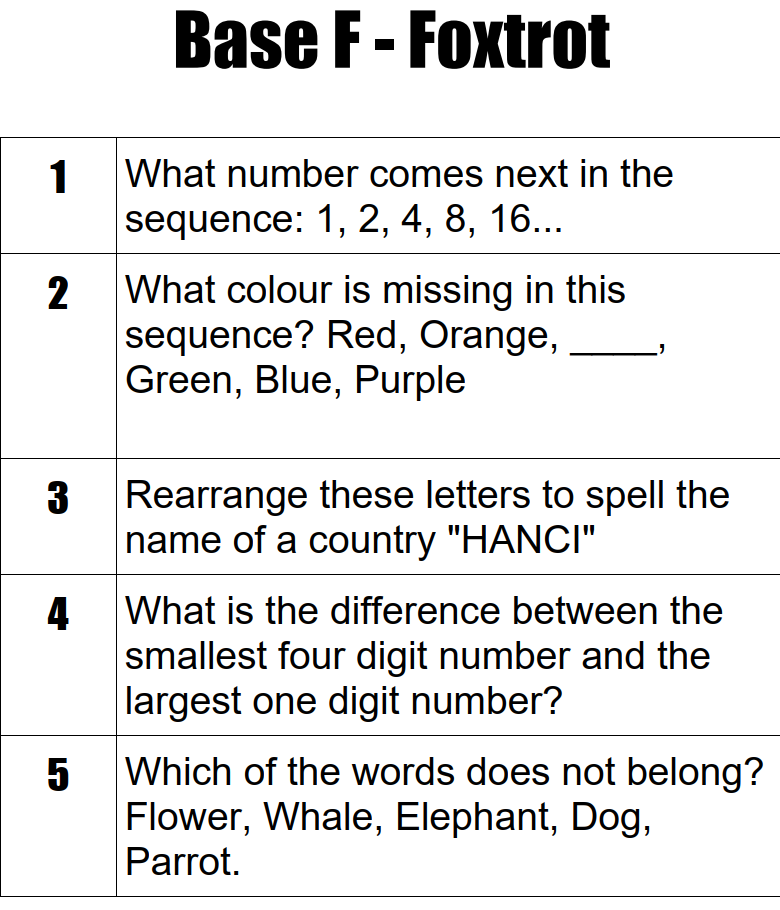 Base F - Foxtrot
1
What number comes next in the
sequence: 1, 2, 4, 8, 16...
2
What colour is missing in this
sequence? Red, Orange, ____,
Green, Blue, Purple
3
Rearrange these letters to spell the
name of a country "HANCI"
4
What is the difference between the
smallest four digit number and the
largest one digit number?
5
Which of the words does not belong?
Flower, Whale, Elephant, Dog,
Parrot.